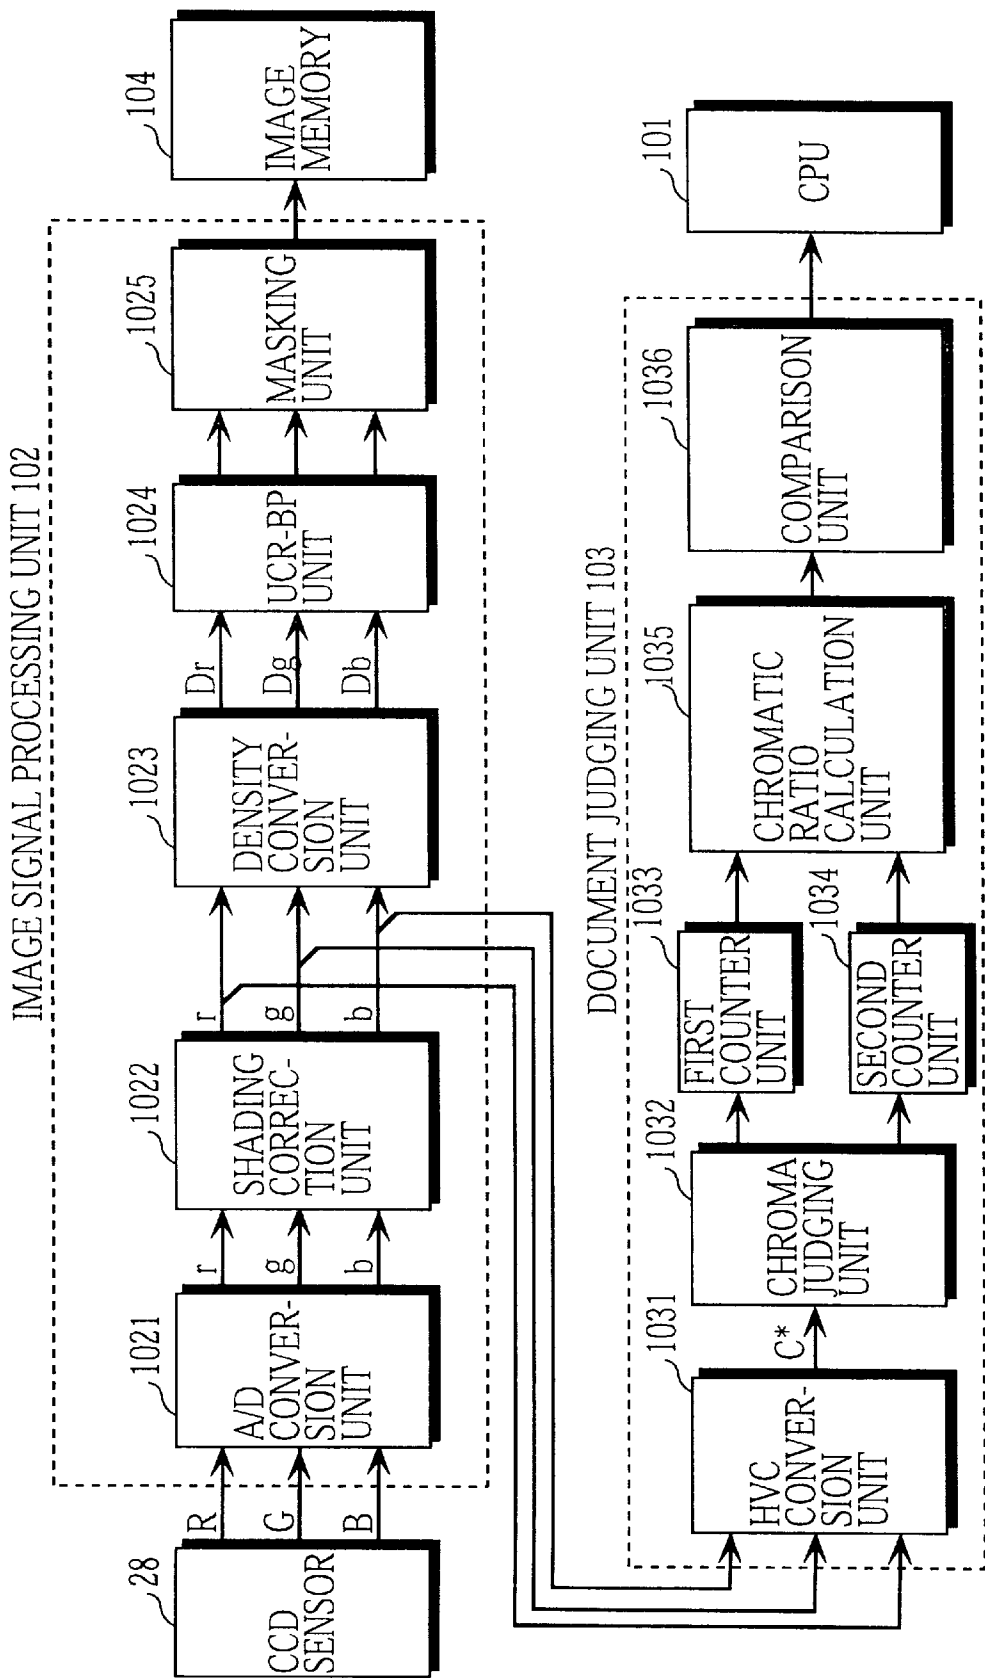 IMAGE SIGNAL PROCESSING UNIT 102
28
CCD
SENSOR
R
G
B
1021
A/D
CONVER-
SION
UNIT
r
g
b
1022
SHADING
CORREC-
TION
UNIT
r
g
b
1023
DENSITY
CONVER-
SION
UNIT
Dr
Dg
Db
1024
UCR-BP
UNIT
1025
MASKING
UNIT
104
IMAGE
MEMORY
DOCUMENT JUDGING UNIT 103
1031
HVC
CONVER-
SION
UNIT
C*
1032
CHROMA
JUDGING
UNIT
1033
FIRST
COUNTER
UNIT
1034
SECOND
COUNTER
UNIT
1035
CHROMATIC
RATIO
CALCULATION
UNIT
1036
COMPARISON
UNIT
101
CPU